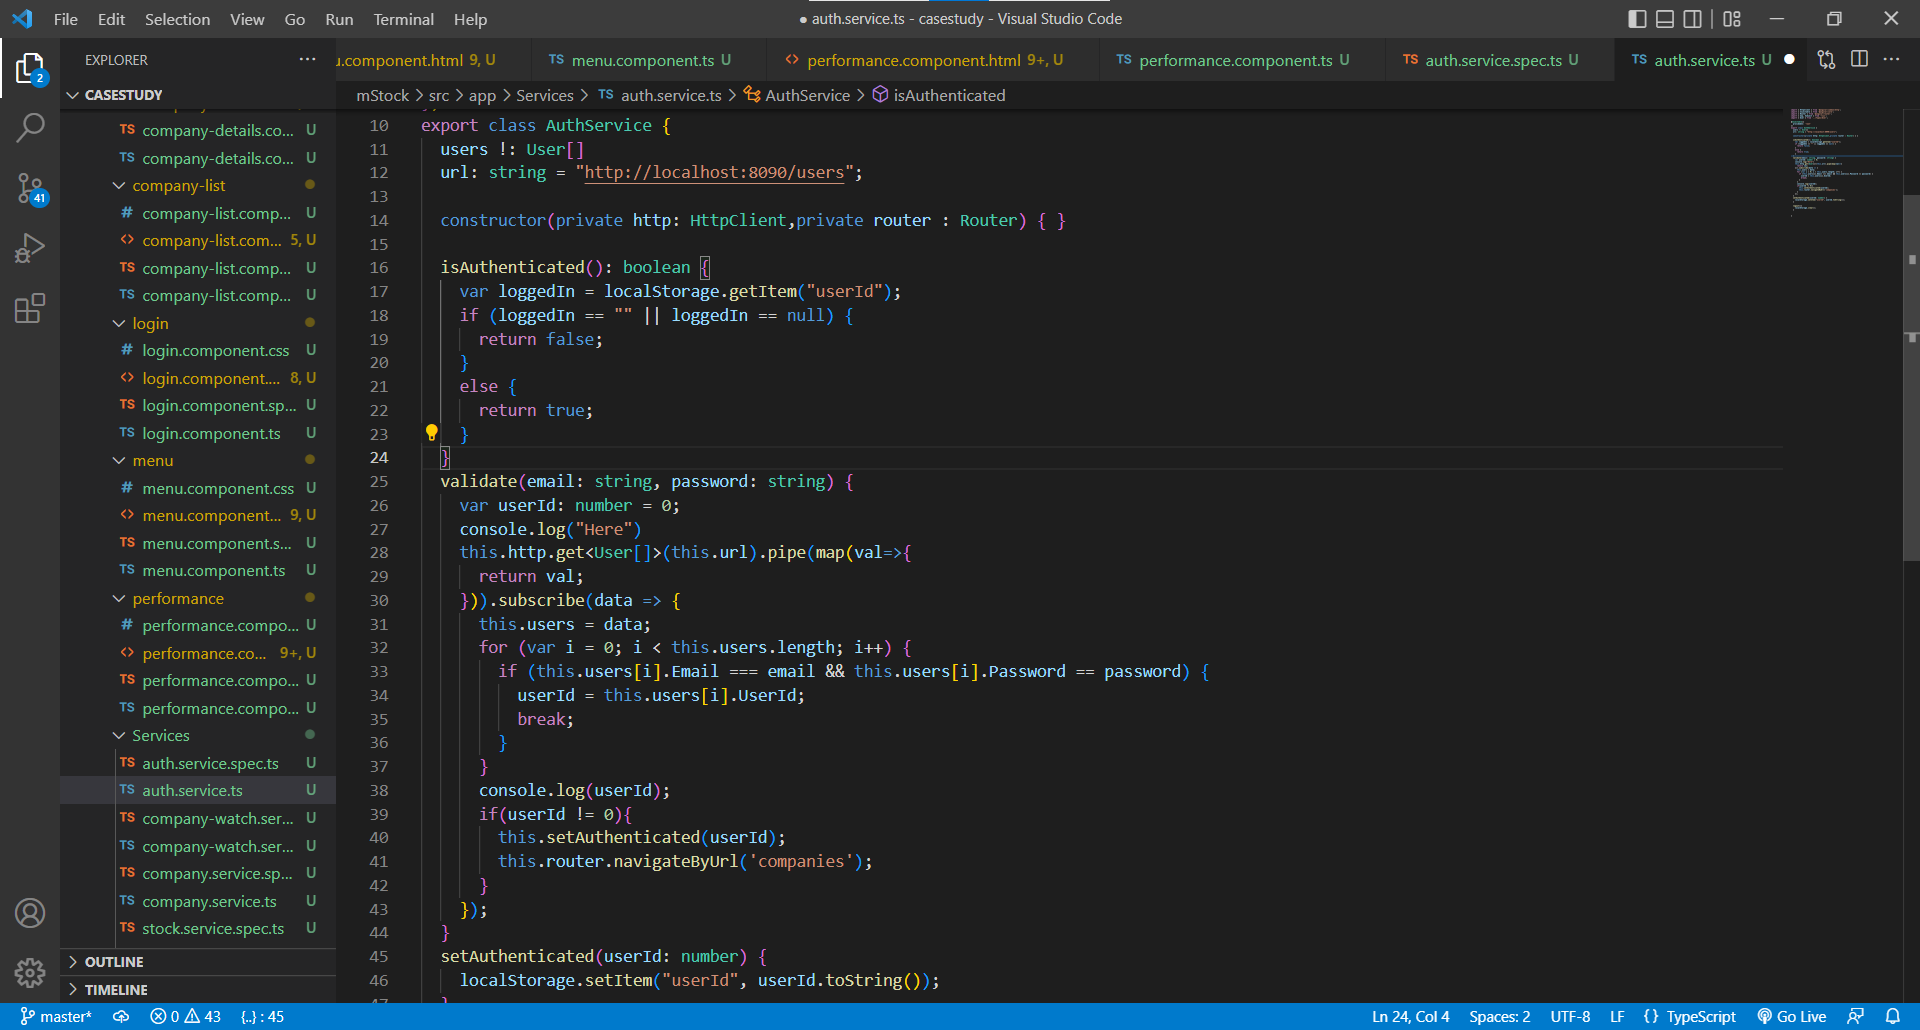 File Edit Selection View Go Run Terminal Help
● auth.service.ts - casestudy - Visual Studio Code
EXPLORER ···
u.component.html 9, U
TS menu.component.ts U
<> performance.component.html 9+, U
TS performance.component.ts U
TS auth.service.spec.ts U
TS auth.service.ts U ●
mStock > src > app > Services > TS auth.service.ts > AuthService > isAuthenticated
2
41
CASESTUDY
TS company-details.co... U
TS company-details.co... U
company-list
# company-list.comp... U
<> company-list.com... 5, U
TS company-list.comp... U
TS company-list.comp... U
login
# login.component.css U
<> login.component.... 8, U
TS login.component.sp... U
TS login.component.ts U
menu
# menu.component.css U
<> menu.component... 9, U
TS menu.component.s... U
TS menu.component.ts U
performance
# performance.compo... U
<> performance.co... 9+, U
TS performance.compo... U
TS performance.compo... U
Services
TS auth.service.spec.ts U
TS auth.service.ts U
TS company-watch.ser... U
TS company-watch.ser... U
TS company.service.sp... U
TS company.service.ts U
TS stock.service.spec.ts U
OUTLINE
TIMELINE
10 export class AuthService {
11 users !: User[]
12 url: string = "http://localhost:8090/users";
13
14 constructor(private http: HttpClient,private router : Router) { }
15
16 isAuthenticated(): boolean {
17 var loggedIn = localStorage.getItem("userId");
18 if (loggedIn == "" || loggedIn == null) {
19 return false;
20 }
21 else {
22 return true;
23 }
24 }
25 validate(email: string, password: string) {
26 var userId: number = 0;
27 console.log("Here")
28 this.http.get<User[]>(this.url).pipe(map(val=>{
29 return val;
30 })).subscribe(data => {
31 this.users = data;
32 for (var i = 0; i < this.users.length; i++) {
33 if (this.users[i].Email === email && this.users[i].Password == password) {
34 userId = this.users[i].UserId;
35 break;
36 }
37 }
38 console.log(userId);
39 if(userId != 0){
40 this.setAuthenticated(userId);
41 this.router.navigateByUrl('companies');
42 }
43 });
44 }
45 setAuthenticated(userId: number) {
46 localStorage.setItem("userId", userId.toString());
47 }
master* 0 43 {..} : 45
Ln 24, Col 4 Spaces: 2 UTF-8 LF {} TypeScript Go Live